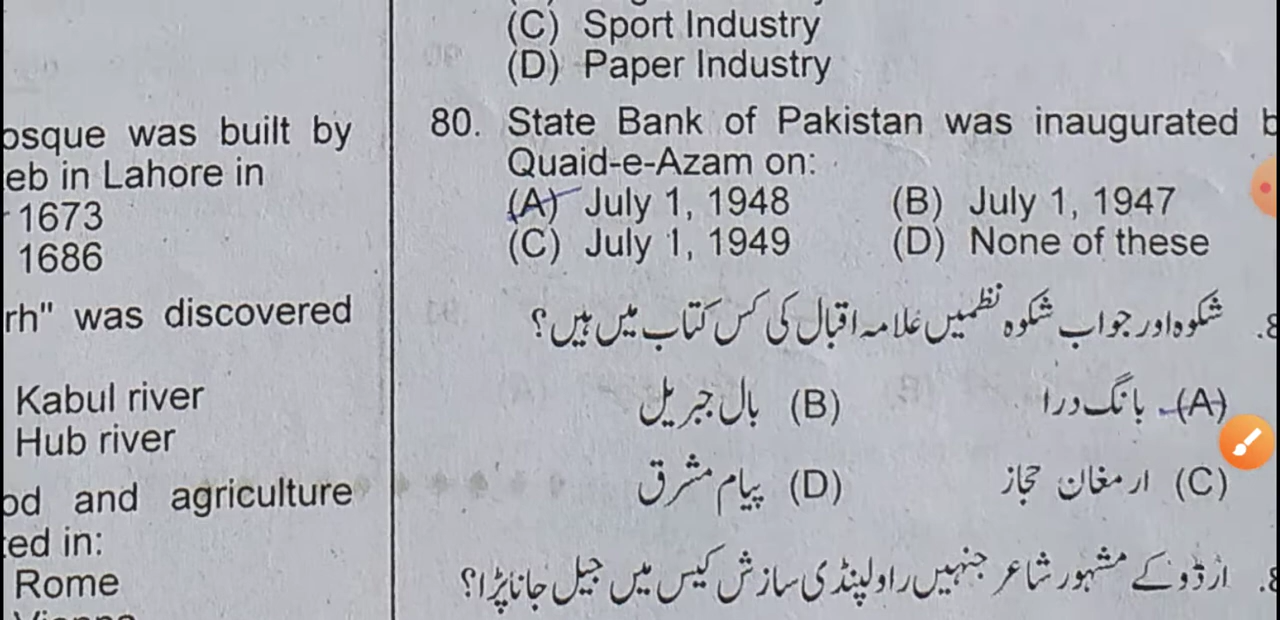 osque was built by
eb in Lahore in
1673
1686
rh" was discovered
Kabul river
Hub river
od and agriculture
ed in:
Rome
(C) Sport Industry
(D) Paper Industry
80. State Bank of Pakistan was inaugurated b
Quaid-e-Azam on:
(A) July 1, 1948 (B) July 1, 1947
(C) July 1, 1949 (D) None of these
شکوہ اور جواب شکوہ نظمیں علامہ اقبال کی کس کتاب میں ہیں؟
(A) بانگ درا (B) بال جبریل
(C) ارمغان حجاز (D) پیام مشرق
اردو کے مشہور شاعر جنہیں راولپنڈی سازش کیس میں جیل جانا پڑا؟